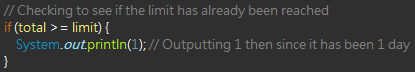 // Checking to see if the limit has already been reached
if (total >= limit) {
System.out.println(1); // Outputting 1 then since it has been 1 day
}